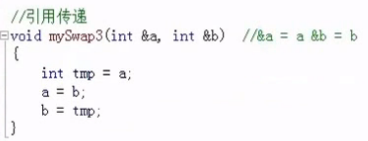 //引用传递
void mySwap3(int &a, int &b)  //&a = a &b = b
{
    int tmp = a;
    a = b;
    b = tmp;
}